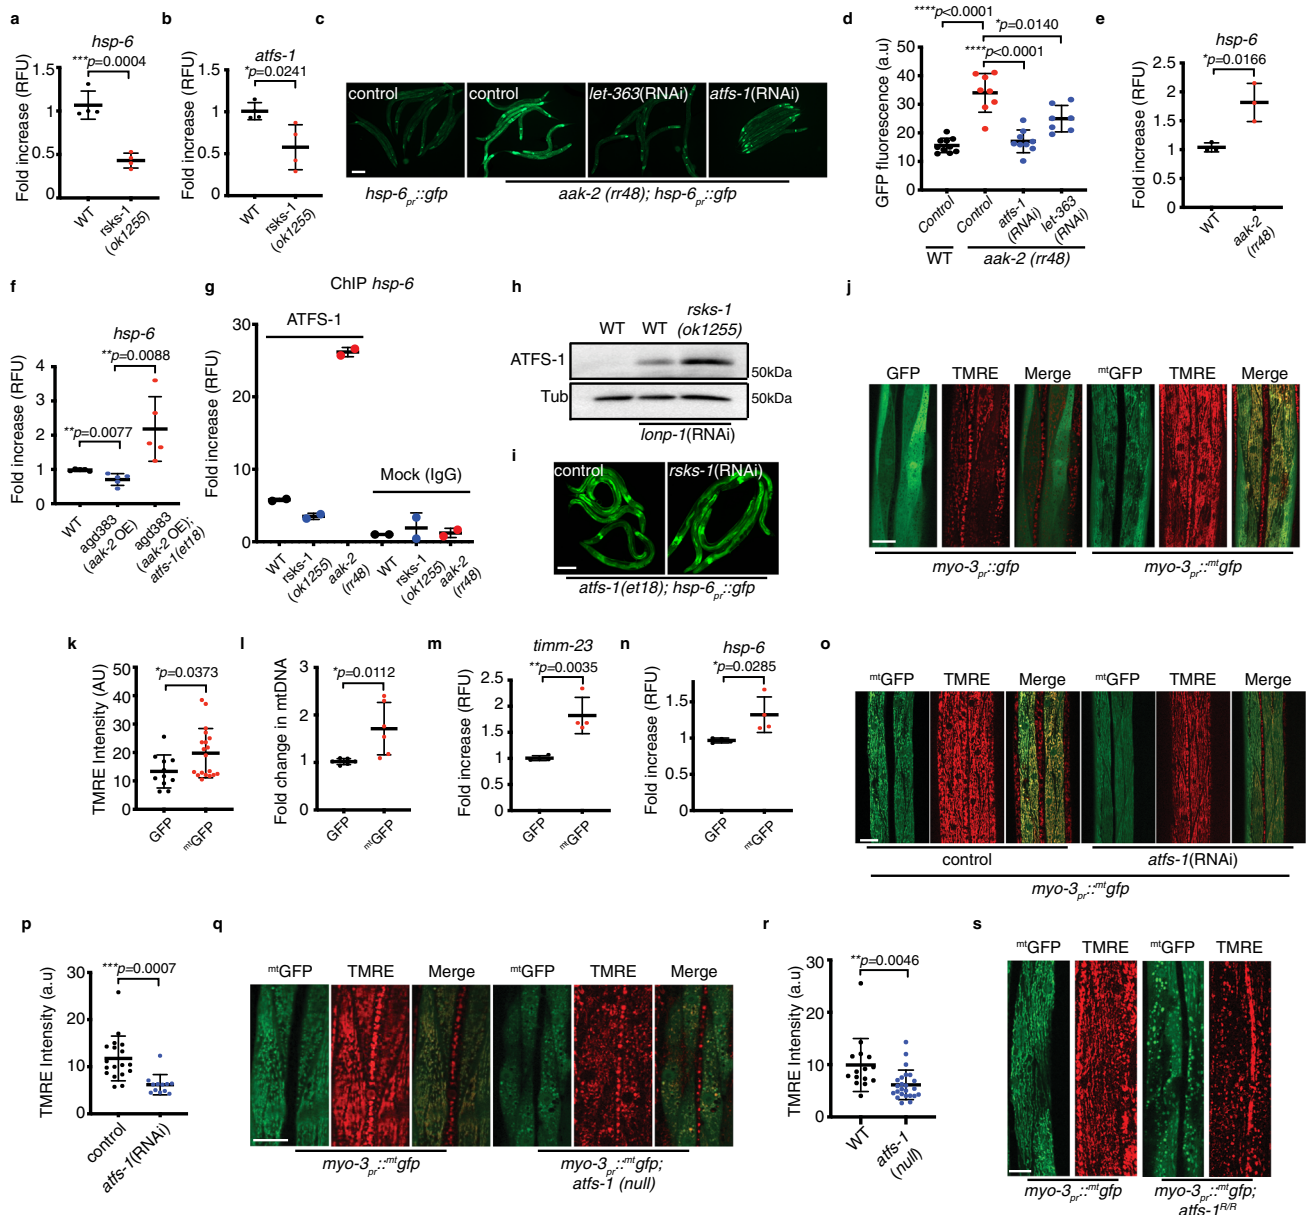 a
hsp-6
***p=0.0004
Fold increase (RFU)
1.5
1
0.5
0
WT
rsks-1
(ok1255)
b
atfs-1
*p=0.0241
Fold increase (RFU)
1.5
1
0.5
0
WT
rsks-1
(ok1255)
c
control
control
let-363(RNAi)
atfs-1(RNAi)
hsp-6pr::gfp
aak-2 (rr48); hsp-6pr::gfp
d
****p<0.0001
*p=0.0140
****p<0.0001
GFP fluorescence (a.u)
50
40
30
20
10
0
Control
Control
atfs-1
(RNAi)
let-363
(RNAi)
WT
aak-2 (rr48)
e
hsp-6
*p=0.0166
Fold increase (RFU)
2.5
2
1.5
1
0.5
0
WT
aak-2
(rr48)
f
hsp-6
**p=0.0088
**p=0.0077
Fold increase (RFU)
4
3
2
1
0
WT
agd383
(aak-2 OE)
agd383
(aak-2 OE);
atfs-1(et18)
g
ChIP hsp-6
ATFS-1
Mock (IgG)
Fold increase (RFU)
30
20
10
0
WT
rsks-1
(ok1255)
aak-2
(rr48)
WT
rsks-1
(ok1255)
aak-2
(rr48)
h
WT
WT
rsks-1
(ok1255)
ATFS-1
50kDa
Tub
50kDa
lonp-1(RNAi)
i
control
rsks-1(RNAi)
atfs-1(et18); hsp-6pr::gfp
j
GFP
TMRE
Merge
mtGFP
TMRE
Merge
myo-3pr::gfp
myo-3pr::mtgfp
k
*p=0.0373
TMRE Intensity (AU)
50
40
30
20
10
0
GFP
mtGFP
l
*p=0.0112
Fold change in mtDNA
3
2
1
0
GFP
mtGFP
m
timm-23
**p=0.0035
Fold increase (RFU)
2.5
2
1.5
1
0.5
0
GFP
mtGFP
n
hsp-6
*p=0.0285
Fold increase (RFU)
1.5
1
0.5
0
GFP
mtGFP
o
mtGFP
TMRE
Merge
mtGFP
TMRE
Merge
control
atfs-1(RNAi)
myo-3pr::mtgfp
p
***p=0.0007
TMRE Intensity (a.u)
30
20
10
0
control
atfs-1(RNAi)
q
mtGFP
TMRE
Merge
mtGFP
TMRE
Merge
myo-3pr::mtgfp
myo-3pr::mtgfp;
atfs-1 (null)
r
**p=0.0046
TMRE Intensity (a.u)
30
20
10
0
WT
atfs-1
(null)
s
mtGFP
TMRE
mtGFP
TMRE
myo-3pr::mtgfp
myo-3pr::mtgfp;
atfs-1R/R